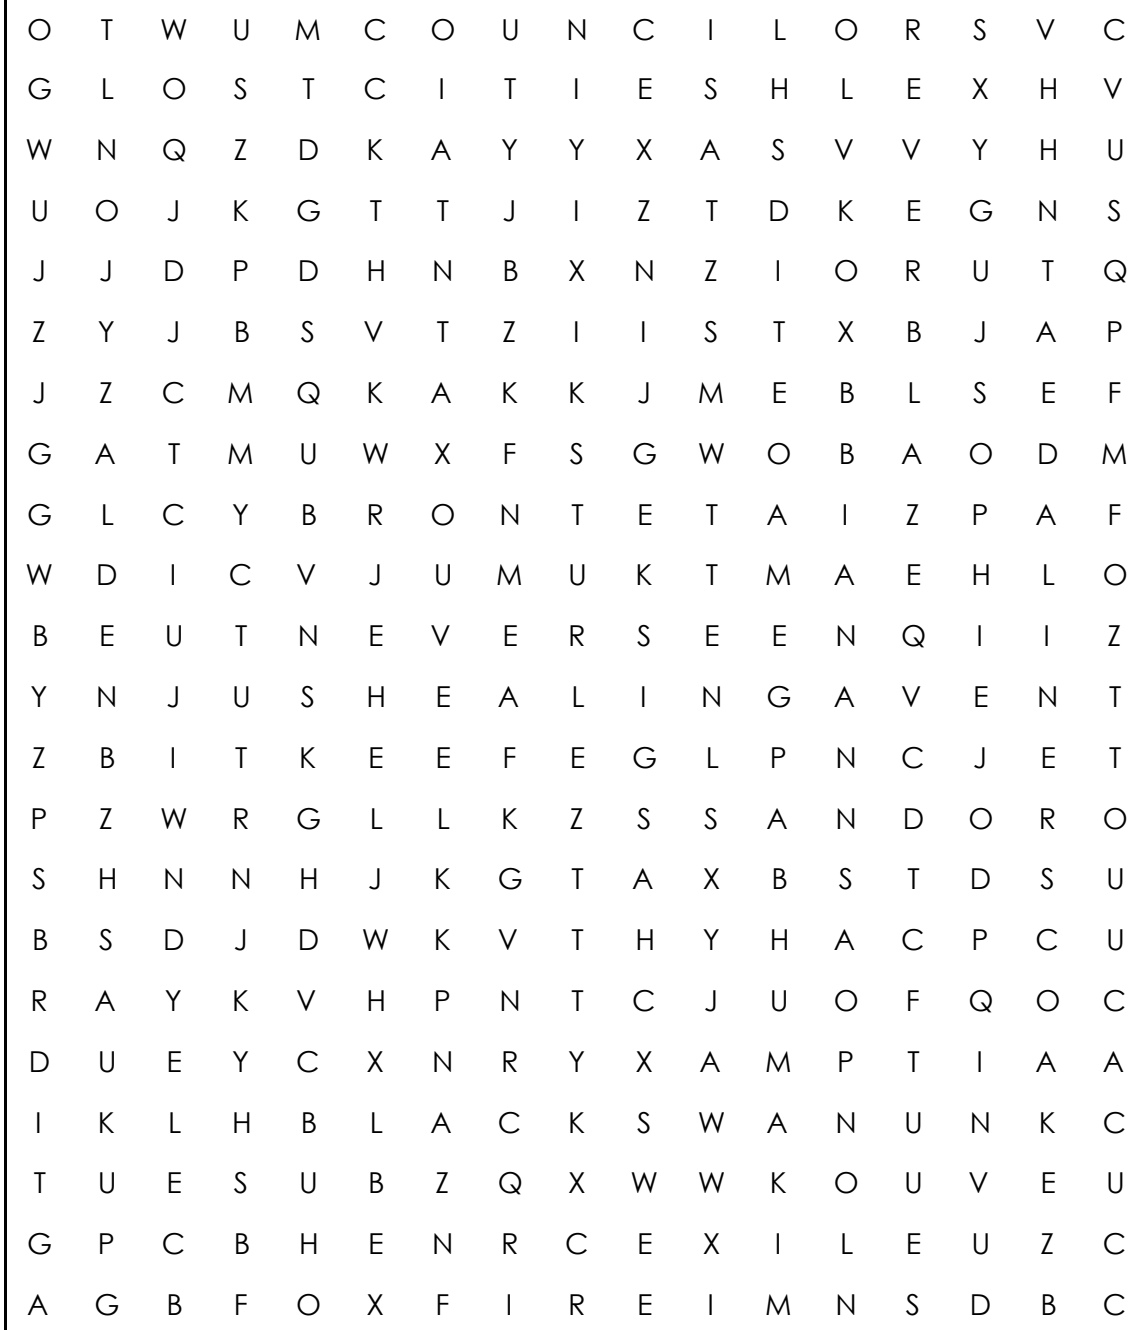 O T W U M C O U N C I L O R S V C
G L O S T C I T I E S H L E X H V
W N Q Z D K A Y Y X A S V V Y H U
U O J K G T T J I Z T D K E G N S
J J D P D H N B X N Z I O R U T Q
Z Y J B S V T Z I I S T X B J A P
J Z C M Q K A K K J M E B L S E F
G A T M U W X F S G W O B A O D M
G L C Y B R O N T E T A I Z P A F
W D I C V J U M U K T M A E H L O
B E U T N E V E R S E E N Q I I Z
Y N J U S H E A L I N G A V E N T
Z B I T K E E F E G L P N C J E T
P Z W R G L L K Z S S A N D O R O
S H N N H J K G T A X B S T D S U
B S D J D W K V T H Y H A C P C U
R A Y K V H P N T C J U O F Q O C
D U E Y C X N R Y X A M P T I A A
I K L H B L A C K S W A N U N K C
T U E S U B Z Q X W W K O U V E U
G P C B H E N R C E X I L E U Z C
A G B F O X F I R E I M N S D B C